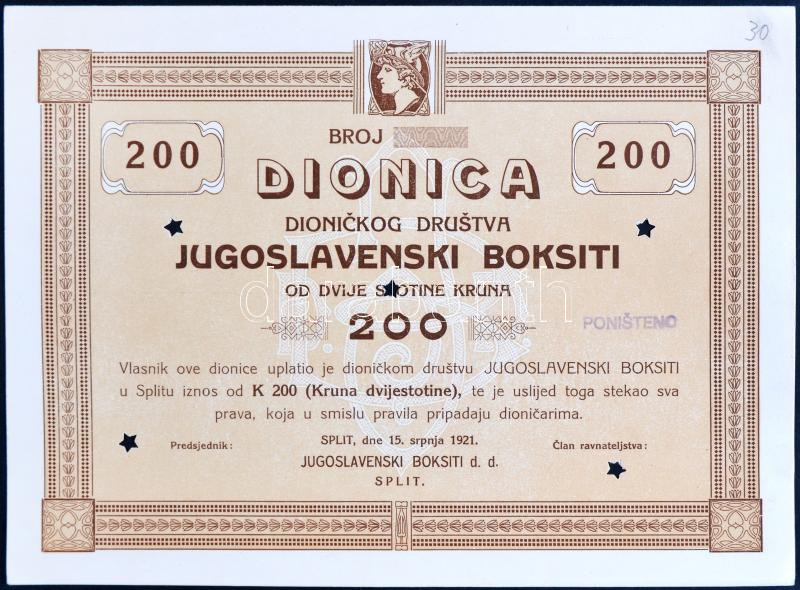 30
BROJ
200
200
DIONICA
DIONIČKOG DRUŠTVA
JUGOSLAVENSKI BOKSITI
OD DVIJE STOTINE KRUNA
200
PONIŠTENO
Vlasnik ove dionice uplatio je dioničkom društvu JUGOSLAVENSKI BOKSITI
u Splitu iznos od K 200 (Kruna dvijestotine), te je uslijed toga stekao sva
prava, koja u smislu pravila pripadaju dioničarima.
Predsjednik:
SPLIT, dne 15. srpnja 1921.
Član ravnateljstva:
JUGOSLAVENSKI BOKSITI d. d.
SPLIT.